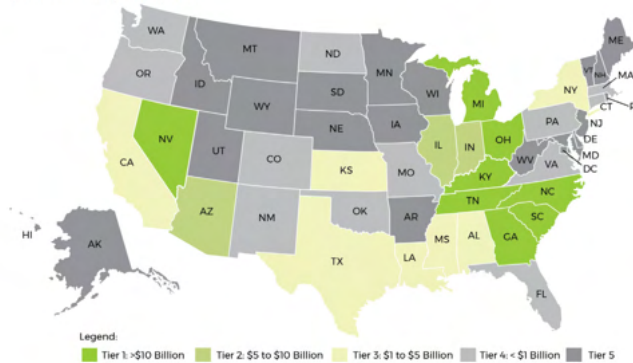 WA
MT
ND
MN
ME
OR
ID
SD
WI
VT
NH
MA
WY
MI
NY
CT
NV
NE
IA
PA
NJ
CA
UT
CO
KS
MO
IL
IN
OH
WV
VA
DE
MD
DC
KY
AZ
NM
OK
AR
TN
NC
SC
HI
AK
TX
LA
MS
AL
GA
FL
Legend:
Tier 1: >$10 Billion
Tier 2: $5 to $10 Billion
Tier 3: $1 to $5 Billion
Tier 4: < $1 Billion
Tier 5